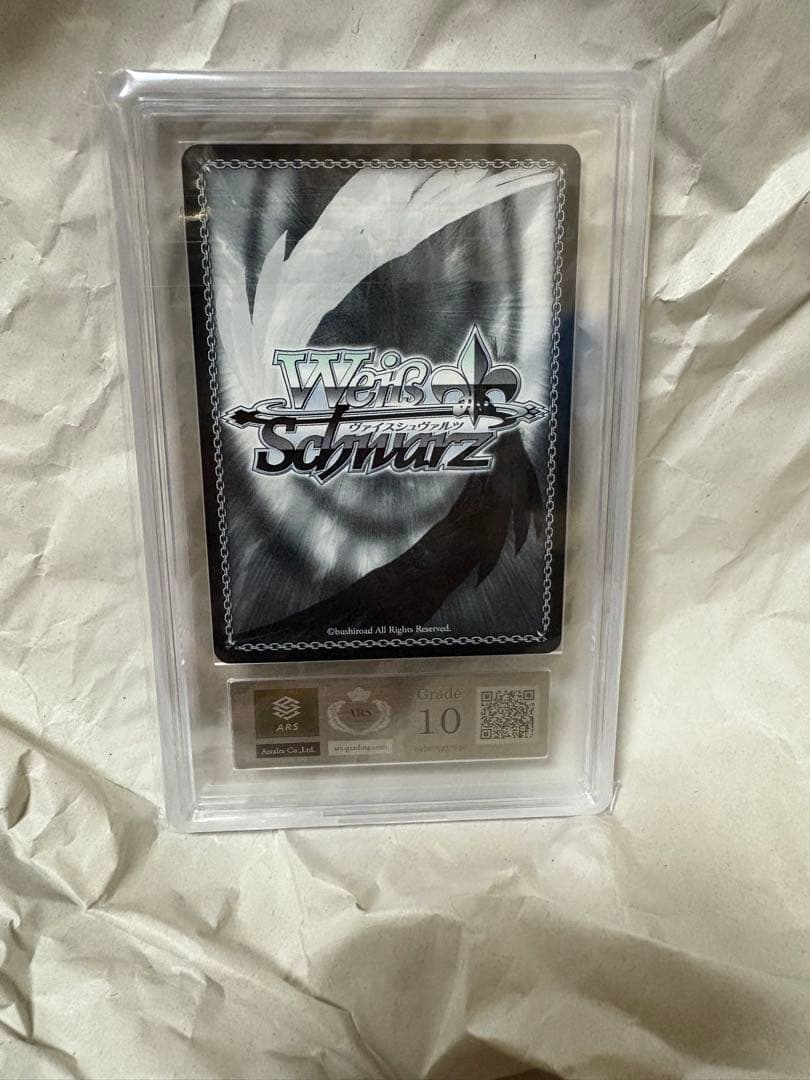 Weiß
ヴァイスシュヴァルツ
Schwarz
©bushiroad All Rights Reserved.
ARS
ARS
Grade
10
Co.,Ltd.
ars-grading.com